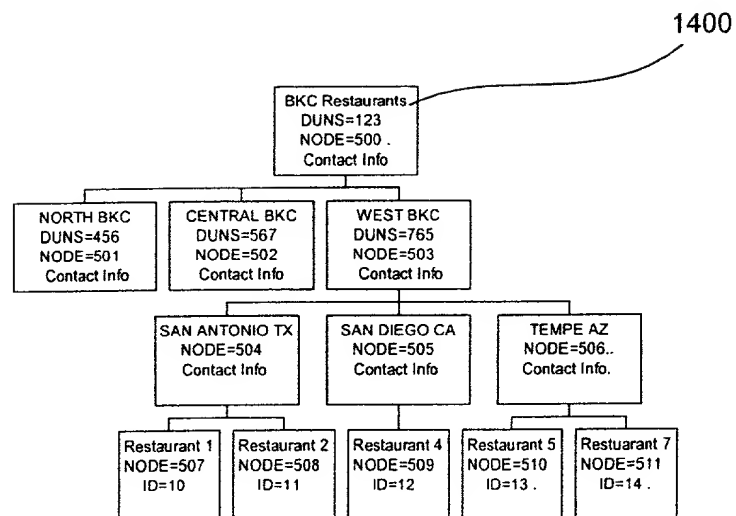 1400
BKC Restaurants
DUNS=123
NODE=500 .
Contact Info
NORTH BKC
DUNS=456
NODE=501
Contact Info
CENTRAL BKC
DUNS=567
NODE=502
Contact Info
WEST BKC
DUNS=765
NODE=503
Contact Info
SAN ANTONIO TX
NODE=504
Contact Info
SAN DIEGO CA
NODE=505
Contact Info
TEMPE AZ
NODE=506..
Contact Info.
Restaurant 1
NODE=507
ID=10
Restaurant 2
NODE=508
ID=11
Restaurant 4
NODE=509
ID=12
Restaurant 5
NODE=510
ID=13 .
Restuarant 7
NODE=511
ID=14 .